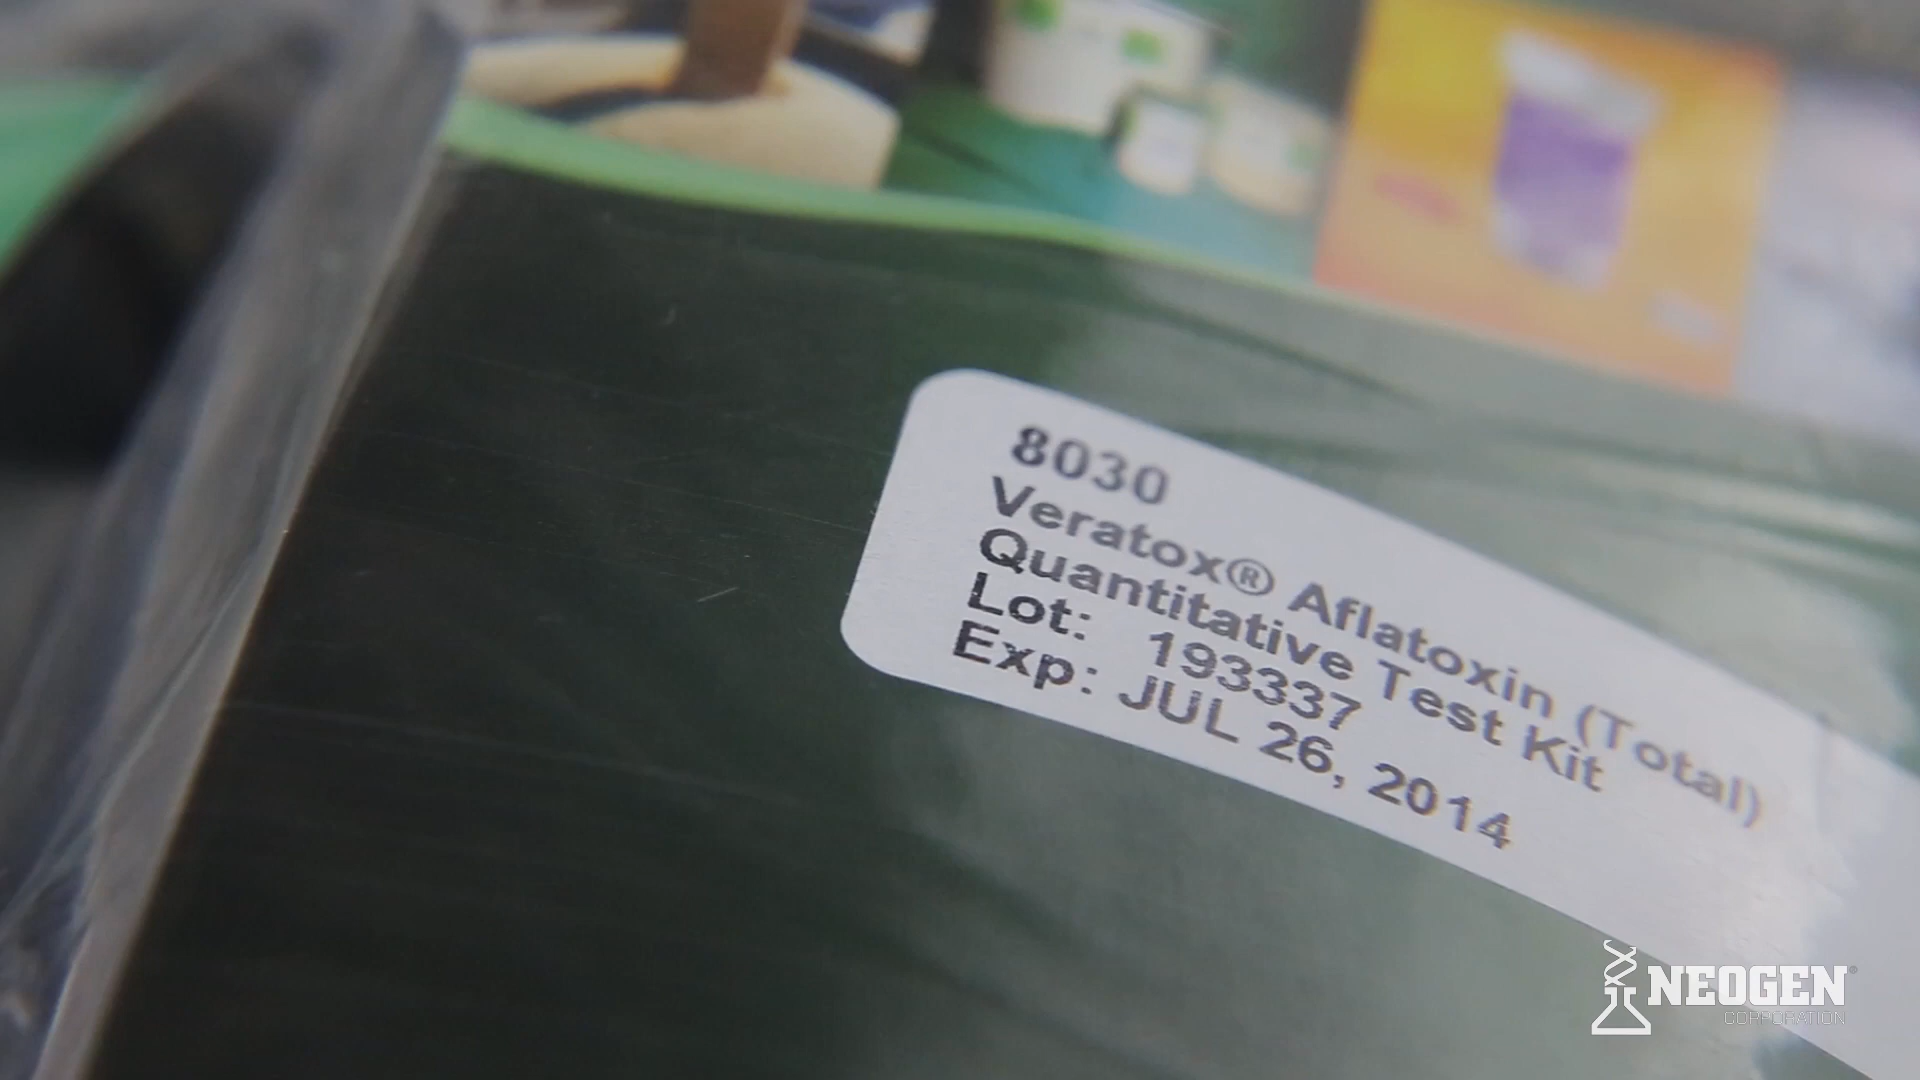 8030
Veratox® Aflatoxin (Total)
Quantitative Test Kit
Lot: 193337
Exp: JUL 26, 2014
NEOGEN®
CORPORATION